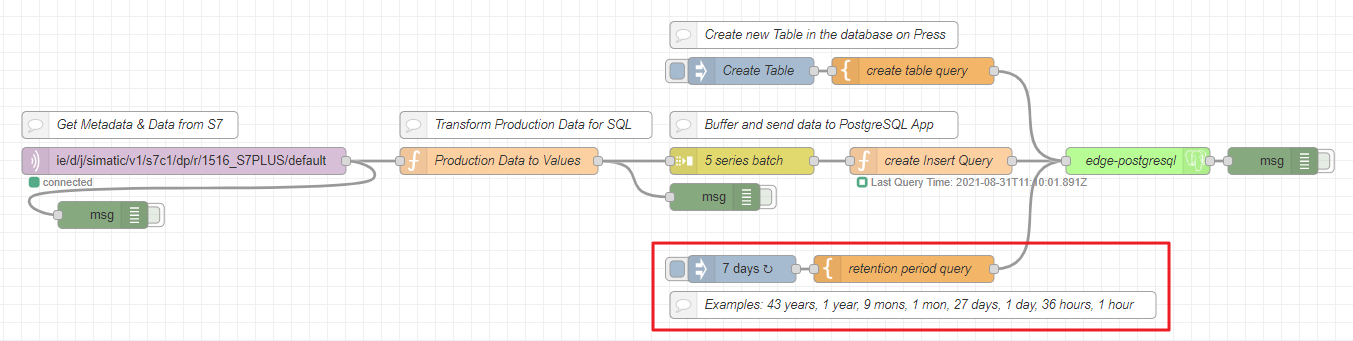 Create new Table in the database on Press
Create Table
create table query
Get Metadata & Data from S7
Transform Production Data for SQL
Buffer and send data to PostgreSQL App
ie/d/j/simatic/v1/s7c1/dp/r/1516_S7PLUS/default
Production Data to Values
5 series batch
create Insert Query
edge-postgresql
msg
connected
Last Query Time: 2021-08-31T11:10:01.891Z
msg
msg
7 days ↻
retention period query
Examples: 43 years, 1 year, 9 mons, 1 mon, 27 days, 1 day, 36 hours, 1 hour